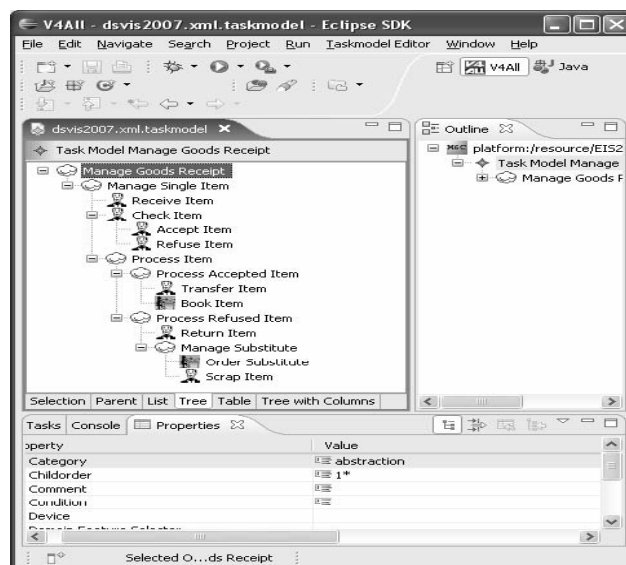 V4All - dsvis2007.xml.taskmodel - Eclipse SDK
File Edit Navigate Search Project Run Taskmodel Editor Window Help
V4All Java
dsvis2007.xml.taskmodel
Outline
Task Model Manage Goods Receipt
platform:/resource/EIS2
Task Model Manage
Manage Goods F
Manage Goods Receipt
Manage Single Item
Receive Item
Check Item
Accept Item
Refuse Item
Process Item
Process Accepted Item
Transfer Item
Book Item
Process Refused Item
Return Item
Manage Substitute
Order Substitute
Scrap Item
Selection Parent List Tree Table Tree with Columns
Tasks Console Properties
operty Value
Category abstraction
Childorder 1*
Comment
Condition
Device
Selected O...ds Receipt